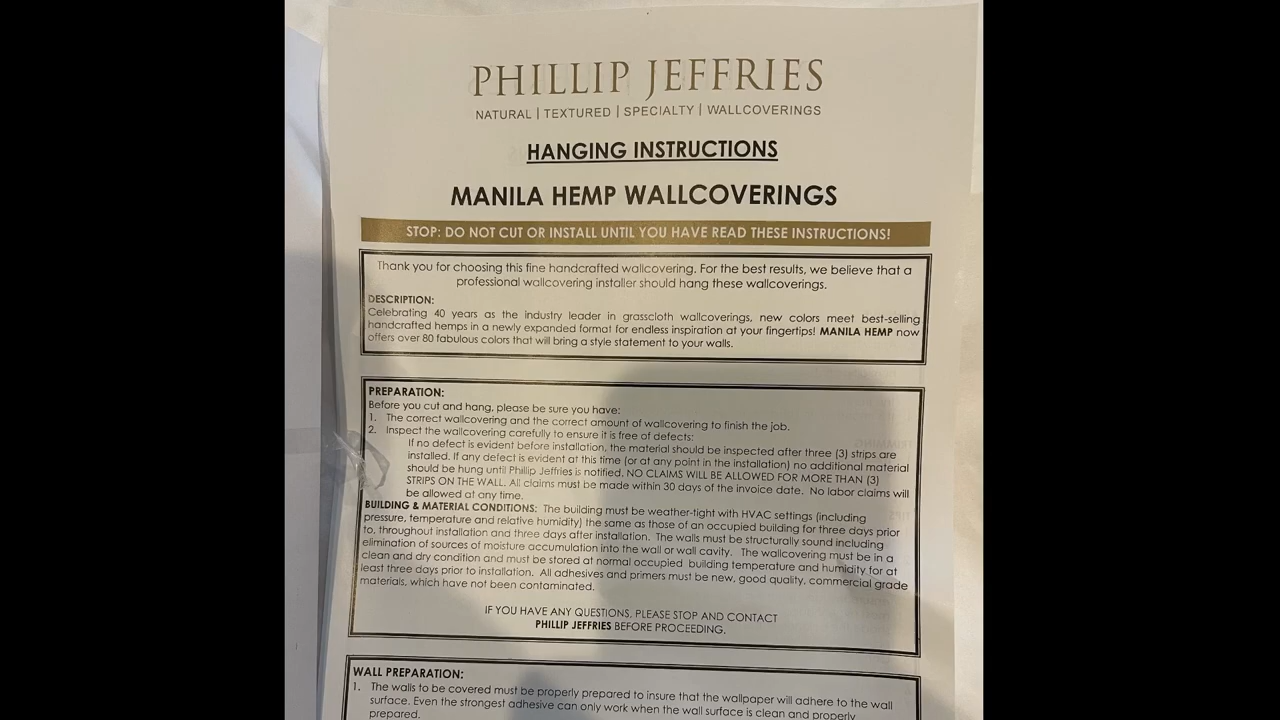 PHILLIP JEFFRIES
NATURAL | TEXTURED | SPECIALTY | WALLCOVERINGS
HANGING INSTRUCTIONS
MANILA HEMP WALLCOVERINGS
STOP: DO NOT CUT OR INSTALL UNTIL YOU HAVE READ THESE INSTRUCTIONS!
Thank you for choosing this fine handcrafted wallcovering. For the best results, we believe that a
professional wallcovering installer should hang these wallcoverings.
DESCRIPTION:
Celebrating 40 years as the industry leader in grasscloth wallcoverings, new colors meet best-selling
handcrafted hemps in a newly expanded format for endless inspiration at your fingertips! MANILA HEMP now
offers over 80 fabulous colors that will bring a style statement to your walls.
PREPARATION:
Before you cut and hang, please be sure you have:
1. The correct wallcovering and the correct amount of wallcovering to finish the job.
2. Inspect the wallcovering carefully to ensure it is free of defects:
If no defect is evident before installation, the material should be inspected after three (3) strips are
installed. If any defect is evident at this time (or at any point in the installation) no additional material
should be hung until Phillip Jeffries is notified. NO CLAIMS WILL BE ALLOWED FOR MORE THAN (3)
STRIPS ON THE WALL. All claims must be made within 30 days of the invoice date. No labor claims will
be allowed at any time.
BUILDING & MATERIAL CONDITIONS: The building must be weather-tight with HVAC settings (including
pressure, temperature and relative humidity) the same as those of an occupied building for three days prior
to, throughout installation and three days after installation. The walls must be structurally sound including
elimination of sources of moisture accumulation into the wall or wall cavity. The wallcovering must be in a
clean and dry condition and must be stored at normal occupied building temperature and humidity for at
least three days prior to installation. All adhesives and primers must be new, good quality, commercial grade
materials, which have not been contaminated.
IF YOU HAVE ANY QUESTIONS, PLEASE STOP AND CONTACT
PHILLIP JEFFRIES BEFORE PROCEEDING.
WALL PREPARATION:
1. The walls to be covered must be properly prepared to insure that the wallpaper will adhere to the wall
surface. Even the strongest adhesive can only work when the wall surface is clean and properly
prepared.